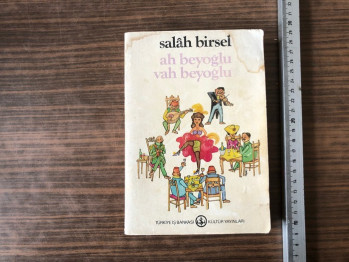 salâh birsel
ah beyoğlu
vah beyoğlu
TÜRKİYE İŞ BANKASI KÜLTÜR YAYINLARI